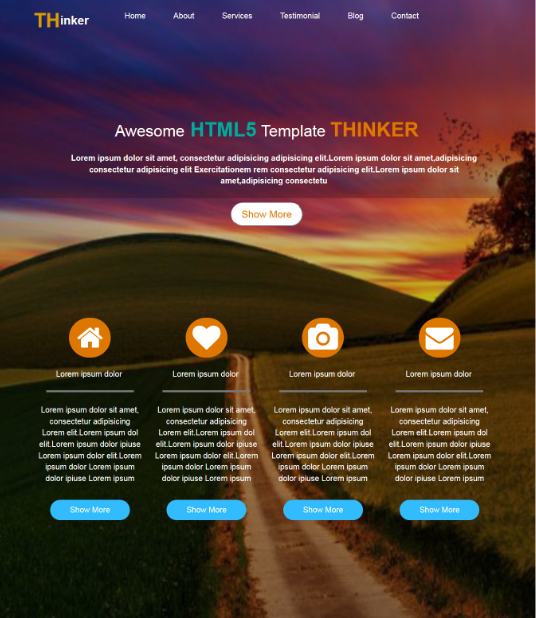 THinker Home About Services Testimonial Blog Contact
Awesome HTML5 Template THINKER
Lorem ipsum dolor sit amet, consectetur adipisicing adipisicing elit.Lorem ipsum dolor sit amet,adipisicing
consectetur adipisicing elit Exercitationem rem consectetur adipisicing elit.Lorem ipsum dolor sit
amet,adipisicing consectetu
Show More
Lorem ipsum dolor
Lorem ipsum dolor sit amet,
consectetur adipisicing
Lorem elit.Lorem ipsum dol
elit.Lorem ipsum dolor ipiuse
Lorem ipsum dolor elit.Lorem
ipsum dolor Lorem ipsum
dolor ipiuse Lorem ipsum
Show More
Lorem ipsum dolor
Lorem ipsum dolor sit amet,
consectetur adipisicing
Lorem elit.Lorem ipsum dol
elit.Lorem ipsum dolor ipiuse
Lorem ipsum dolor elit.Lorem
ipsum dolor Lorem ipsum
dolor ipiuse Lorem ipsum
Show More
Lorem ipsum dolor
Lorem ipsum dolor sit amet,
consectetur adipisicing
Lorem elit.Lorem ipsum dol
elit.Lorem ipsum dolor ipiuse
Lorem ipsum dolor elit.Lorem
ipsum dolor Lorem ipsum
dolor ipiuse Lorem ipsum
Show More
Lorem ipsum dolor
Lorem ipsum dolor sit amet,
consectetur adipisicing
Lorem elit.Lorem ipsum dol
elit.Lorem ipsum dolor ipiuse
Lorem ipsum dolor elit.Lorem
ipsum dolor Lorem ipsum
dolor ipiuse Lorem ipsum
Show More